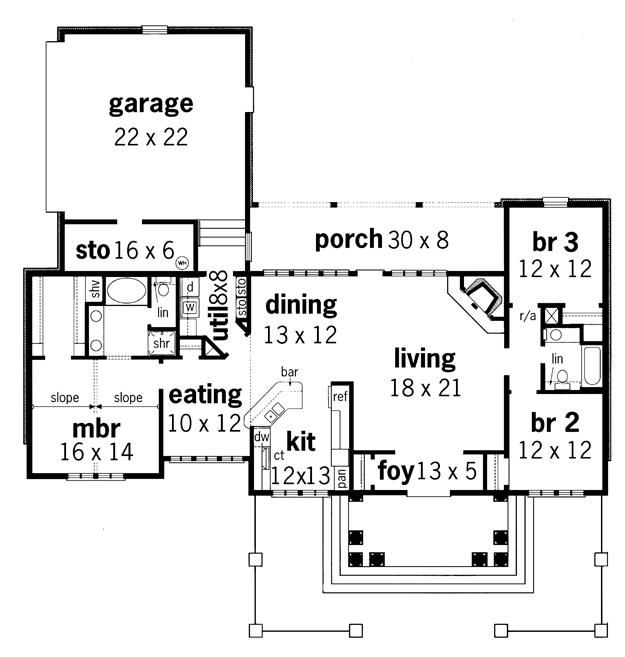 garage
22 x 22
sto 16 x 6
WH
porch 30 x 8
br 3
12 x 12
shv
lin
d
w
util 8x8
sto
sto
dining
13 x 12
r/a
shr
living
18 x 21
lin
slope
slope
eating
10 x 12
bar
ref
mbr
16 x 14
dw
kit
12x13
ct
pan
foy 13 x 5
br 2
12 x 12